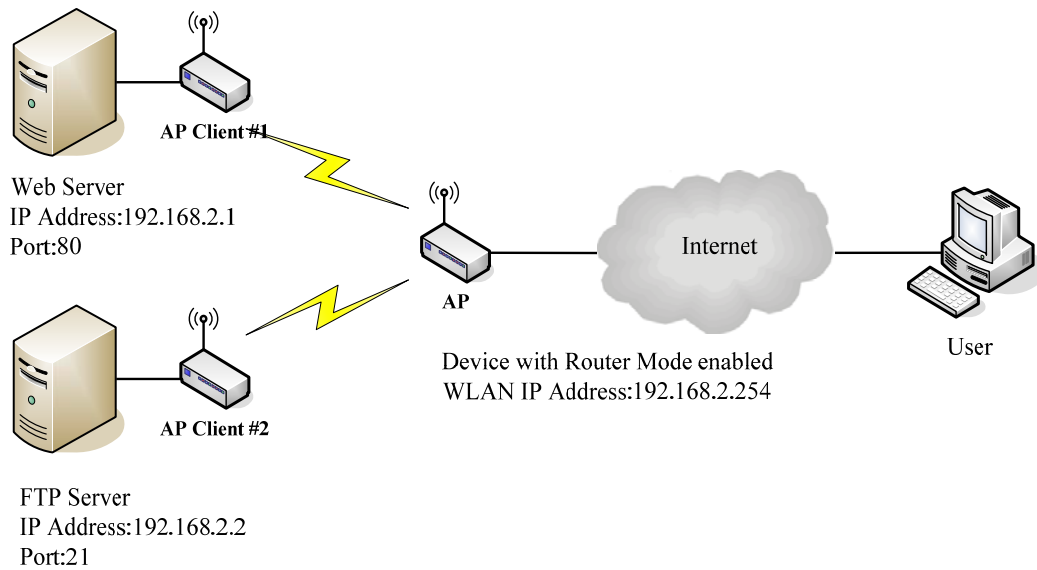 AP Client #1
Web Server
IP Address:192.168.2.1
Port:80
AP
Internet
User
Device with Router Mode enabled
WLAN IP Address:192.168.2.254
AP Client #2
FTP Server
IP Address:192.168.2.2
Port:21